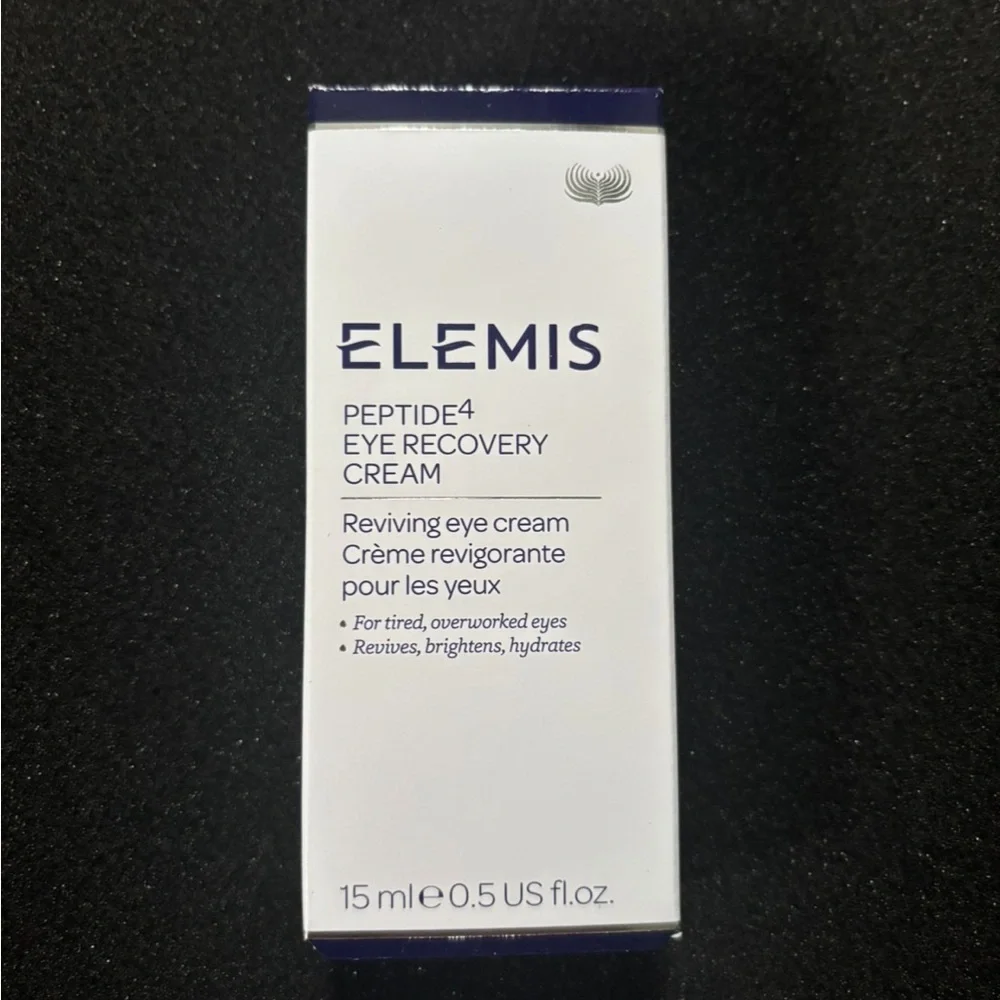 ELEMIS
PEPTIDE⁴
EYE RECOVERY
CREAM
Reviving eye cream
Crème revigorante
pour les yeux
• For tired, overworked eyes
• Revives, brightens, hydrates
15 ml ℮ 0.5 US fl.oz.